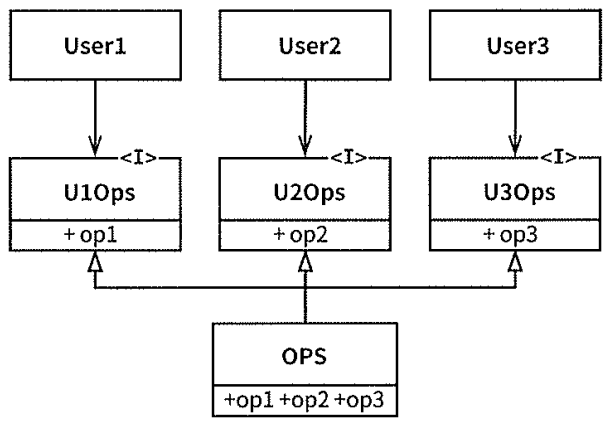 User1 User2 User3
<I> <I> <I>
U1Ops U2Ops U3Ops
+ op1 + op2 + op3
OPS
+op1 +op2 +op3